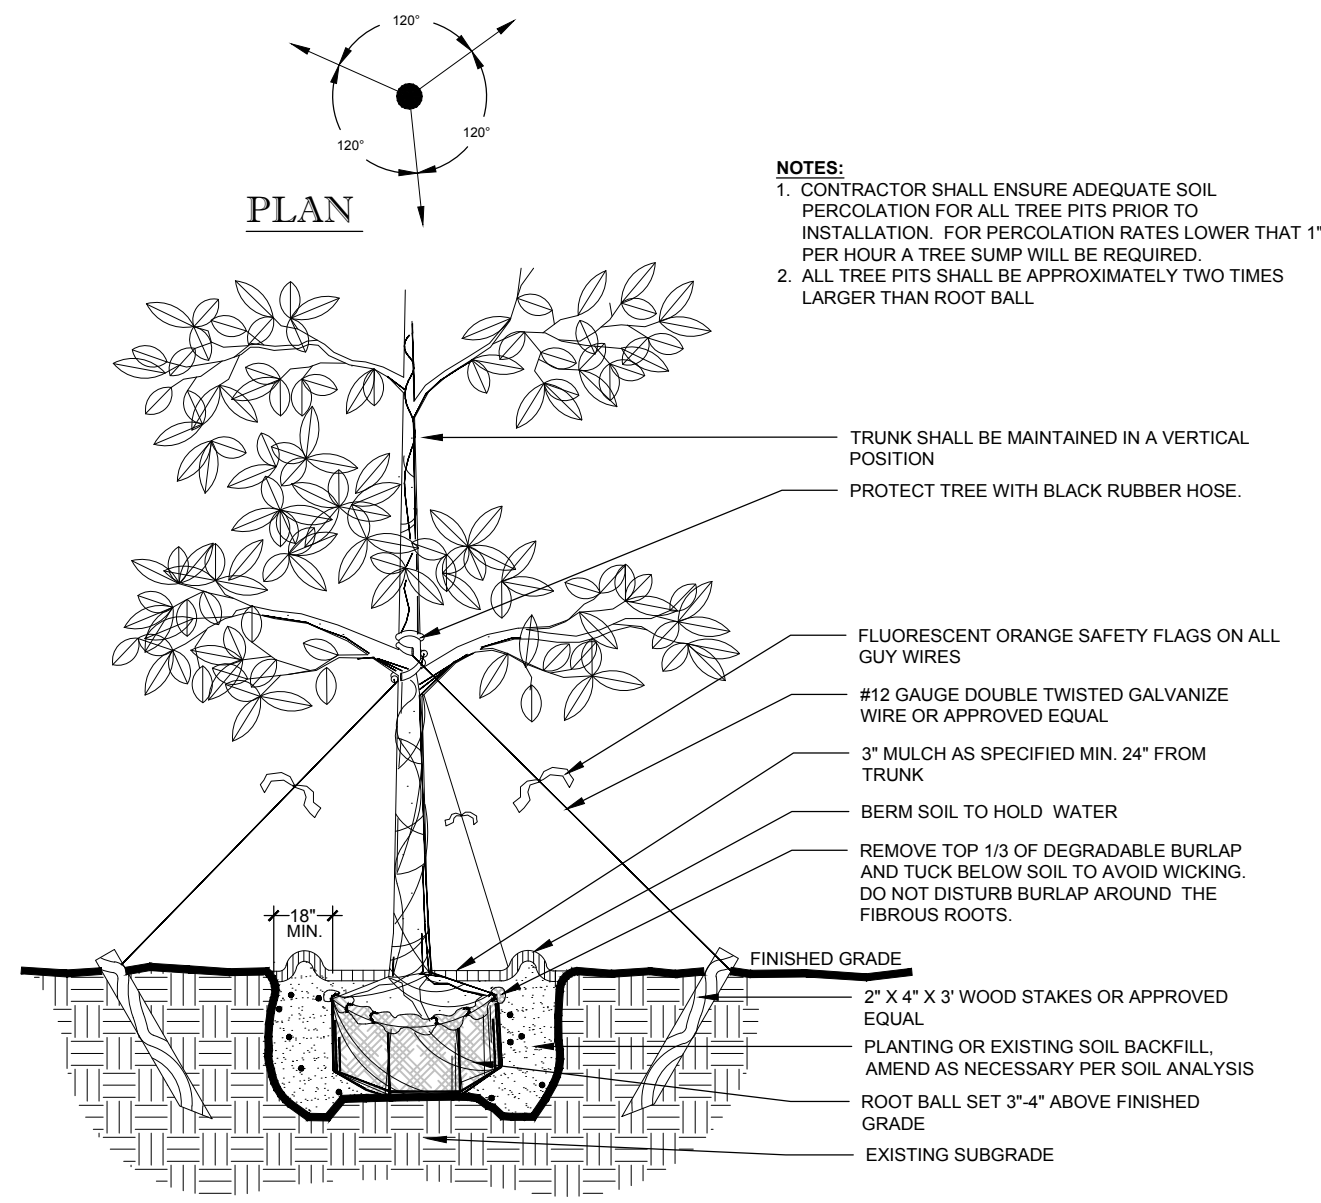 120°
120°
120°
PLAN
NOTES:
1. CONTRACTOR SHALL ENSURE ADEQUATE SOIL
PERCOLATION FOR ALL TREE PITS PRIOR TO
INSTALLATION. FOR PERCOLATION RATES LOWER THAT 1"
PER HOUR A TREE SUMP WILL BE REQUIRED.
2. ALL TREE PITS SHALL BE APPROXIMATELY TWO TIMES
LARGER THAN ROOT BALL
TRUNK SHALL BE MAINTAINED IN A VERTICAL
POSITION
PROTECT TREE WITH BLACK RUBBER HOSE.
FLUORESCENT ORANGE SAFETY FLAGS ON ALL
GUY WIRES
#12 GAUGE DOUBLE TWISTED GALVANIZE
WIRE OR APPROVED EQUAL
3" MULCH AS SPECIFIED MIN. 24" FROM
TRUNK
BERM SOIL TO HOLD WATER
REMOVE TOP 1/3 OF DEGRADABLE BURLAP
AND TUCK BELOW SOIL TO AVOID WICKING.
DO NOT DISTURB BURLAP AROUND THE
FIBROUS ROOTS.
18"
MIN.
FINISHED GRADE
2" X 4" X 3' WOOD STAKES OR APPROVED
EQUAL
PLANTING OR EXISTING SOIL BACKFILL,
AMEND AS NECESSARY PER SOIL ANALYSIS
ROOT BALL SET 3"-4" ABOVE FINISHED
GRADE
EXISTING SUBGRADE